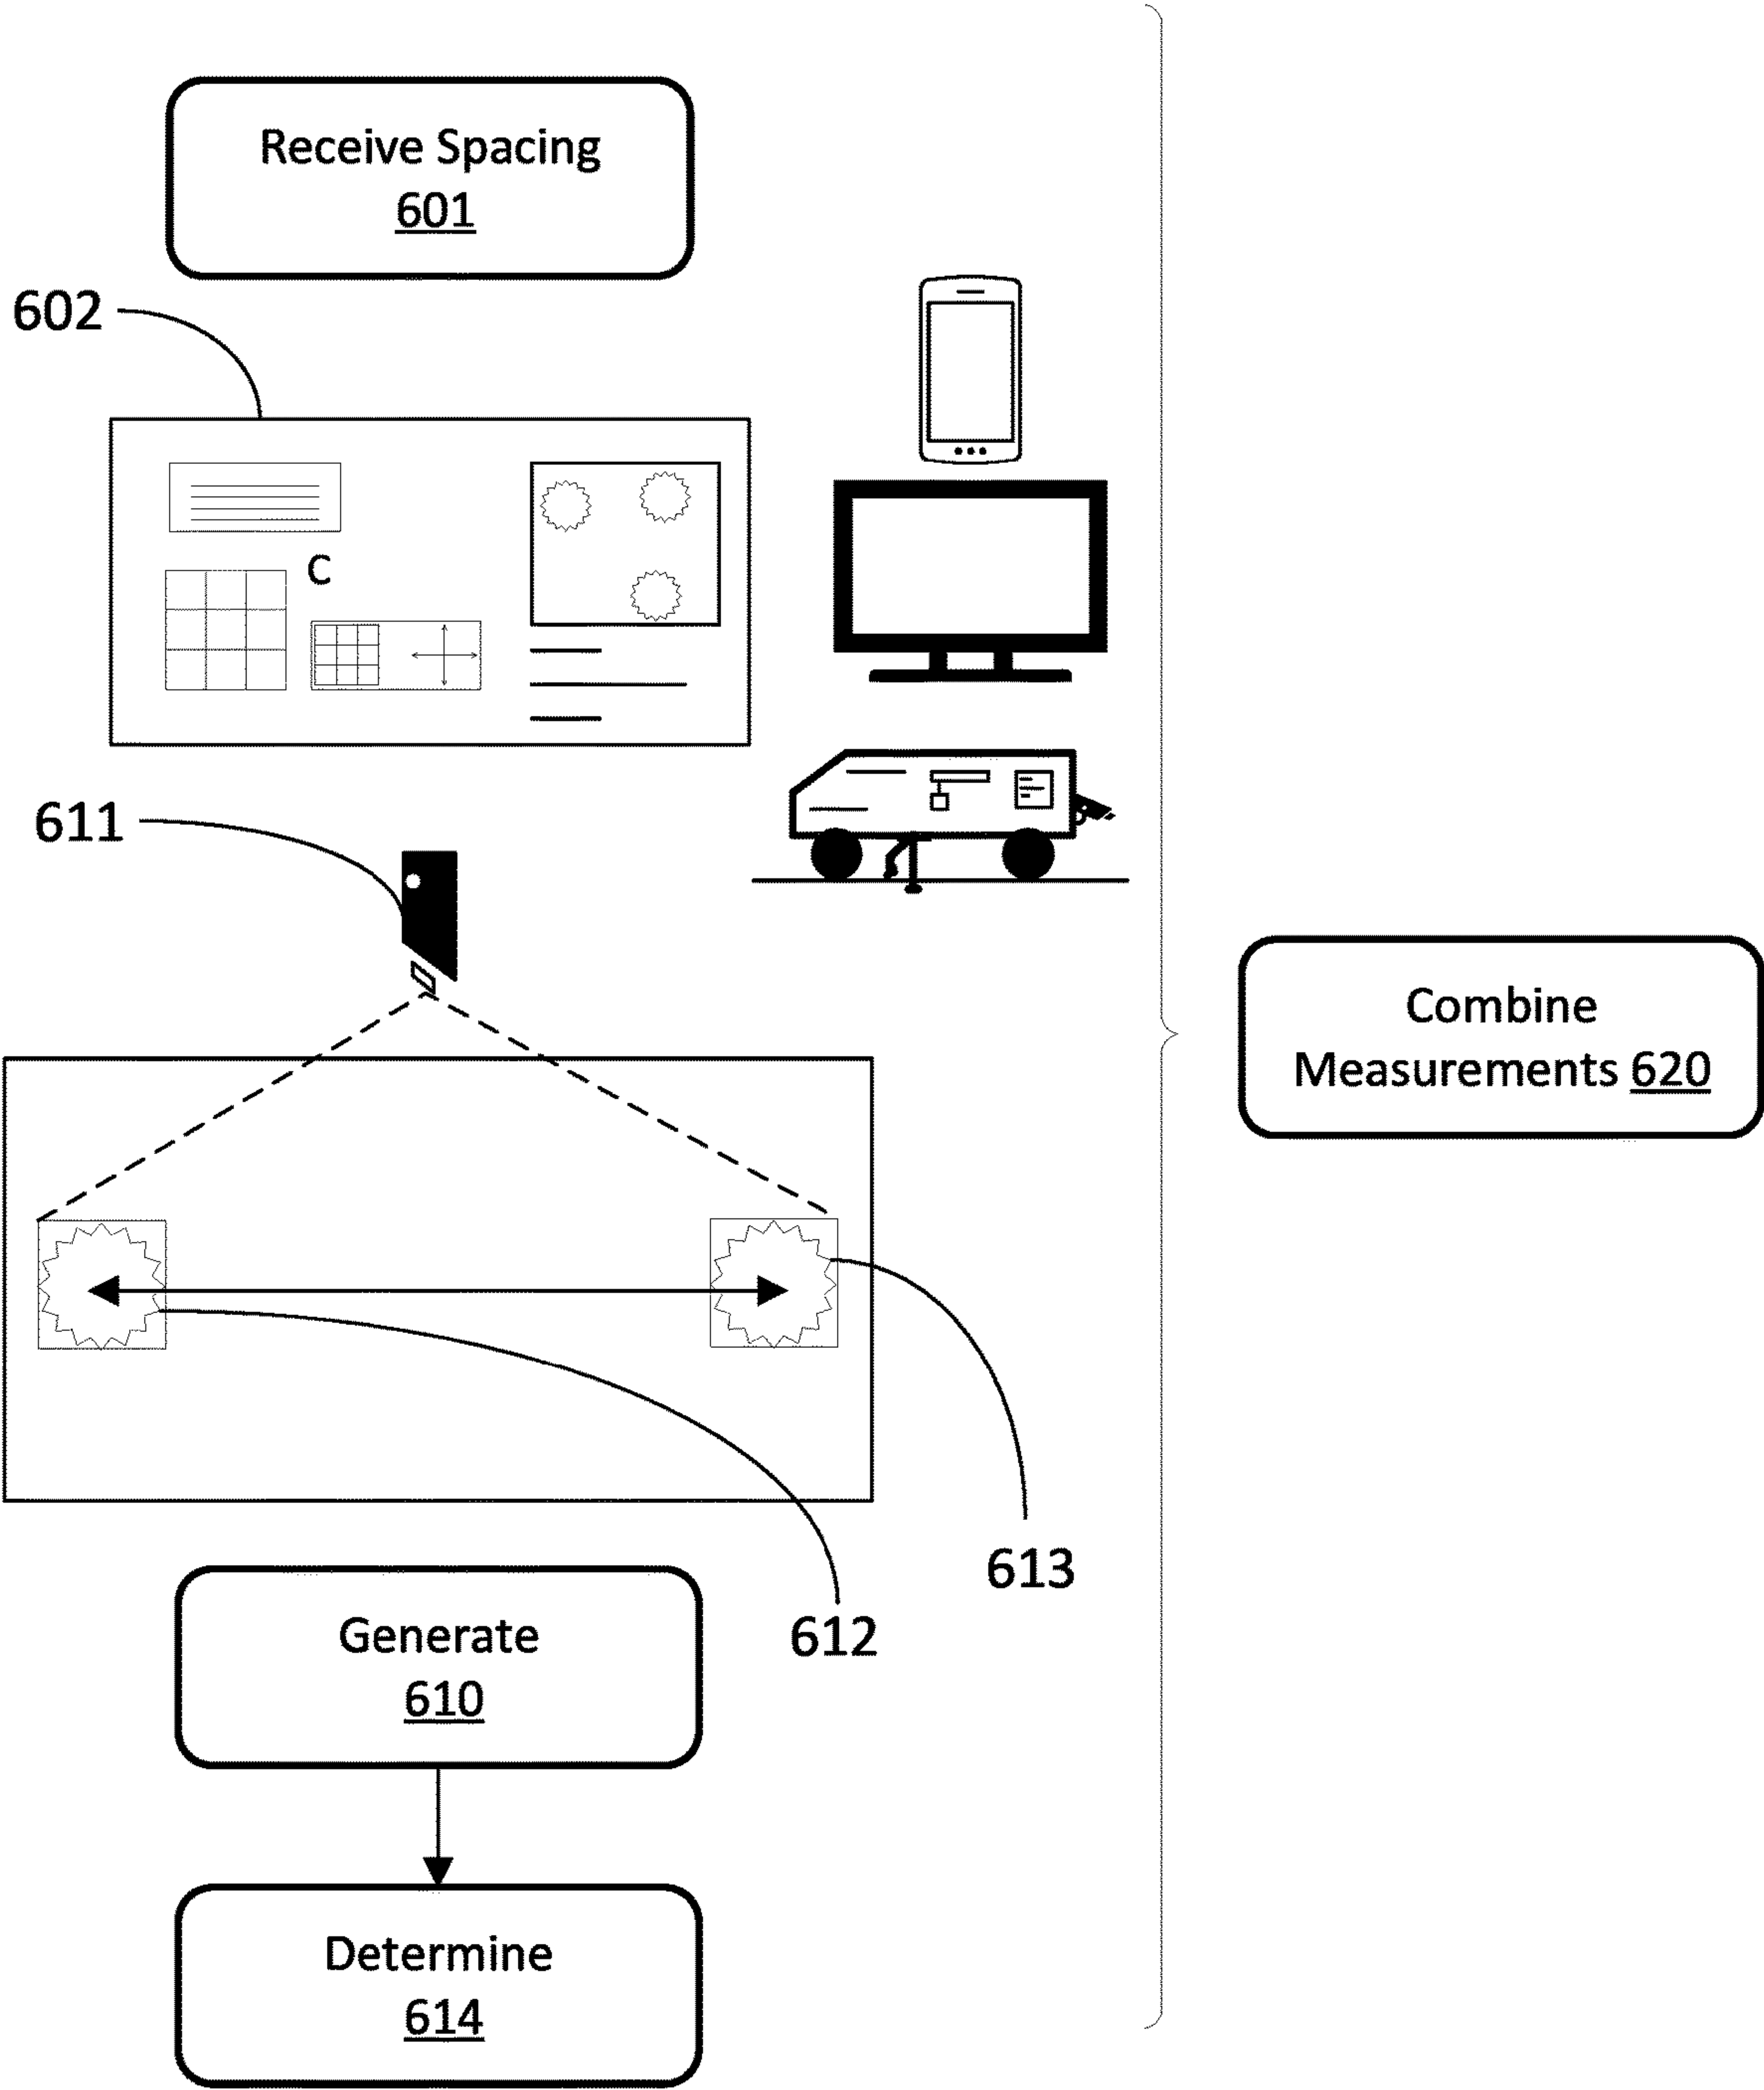 Receive Spacing
601
602
C
611
Combine
Measurements 620
613
Generate
610
612
Determine
614